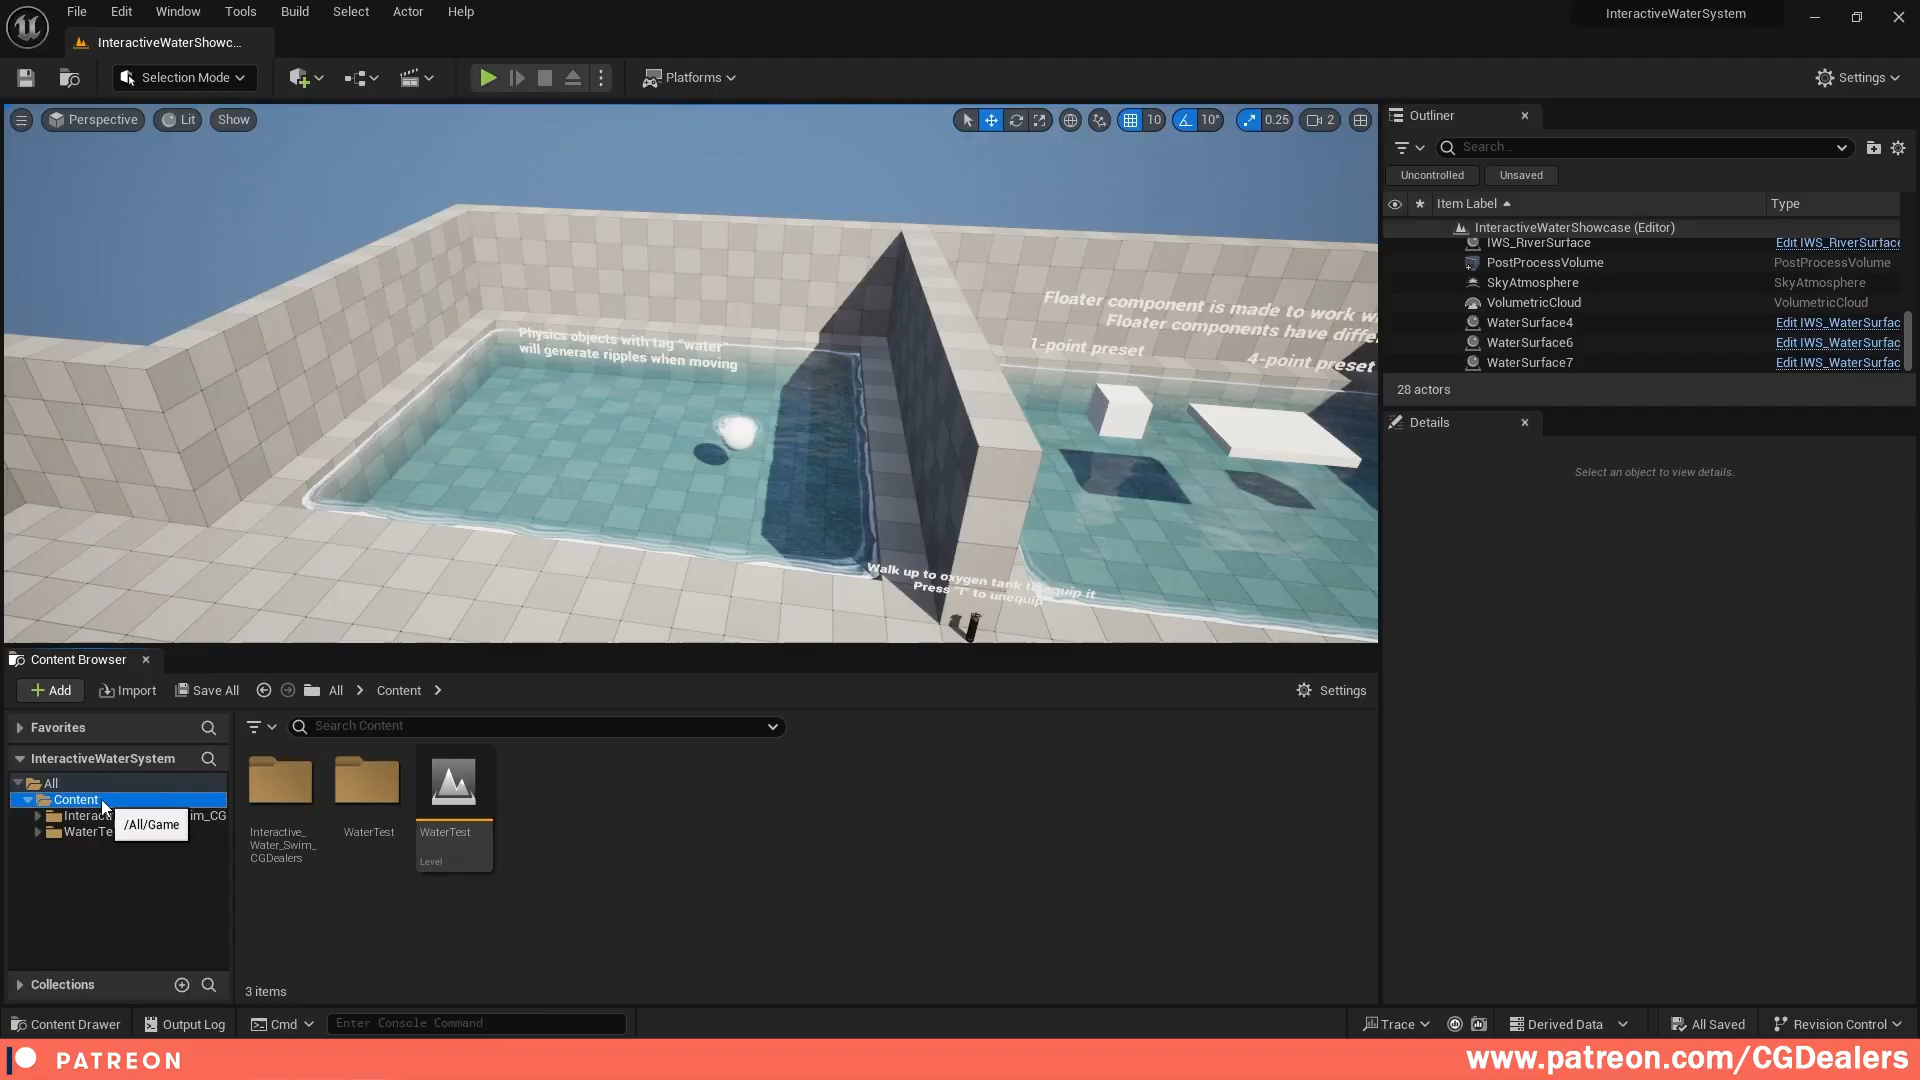 File Edit Window Tools Build Select Actor Help
InteractiveWaterSystem
InteractiveWaterShowc...
Selection Mode
Platforms
Settings
Perspective
Lit
Show
10
10°
0.25
2
Physics objects with tag "water"
will generate ripples when moving
Floater component is made to work w
Floater components have diffe
1-point preset
4-point preset
Walk up to oxygen tank to equip it
Press 'T' to unequip
Outliner
Search...
Uncontrolled
Unsaved
Item Label
Type
InteractiveWaterShowcase (Editor)
IWS_RiverSurface Edit IWS_RiverSurface
PostProcessVolume PostProcessVolume
SkyAtmosphere SkyAtmosphere
VolumetricCloud VolumetricCloud
WaterSurface4 Edit IWS_WaterSurfac
WaterSurface6 Edit IWS_WaterSurfac
WaterSurface7 Edit IWS_WaterSurfac
28 actors
Details
Select an object to view details.
Content Browser
Add
Import
Save All
All
Content
Settings
Favorites
InteractiveWaterSystem
All
Content
Interact im_CG
WaterTe
/All/Game
Search Content
Interactive_
Water_Swim_
CGDealers
WaterTest
WaterTest
Level
Collections
3 items
Content Drawer
Output Log
Cmd
Enter Console Command
Trace
Derived Data
All Saved
Revision Control
PATREON
www.patreon.com/CGDealers